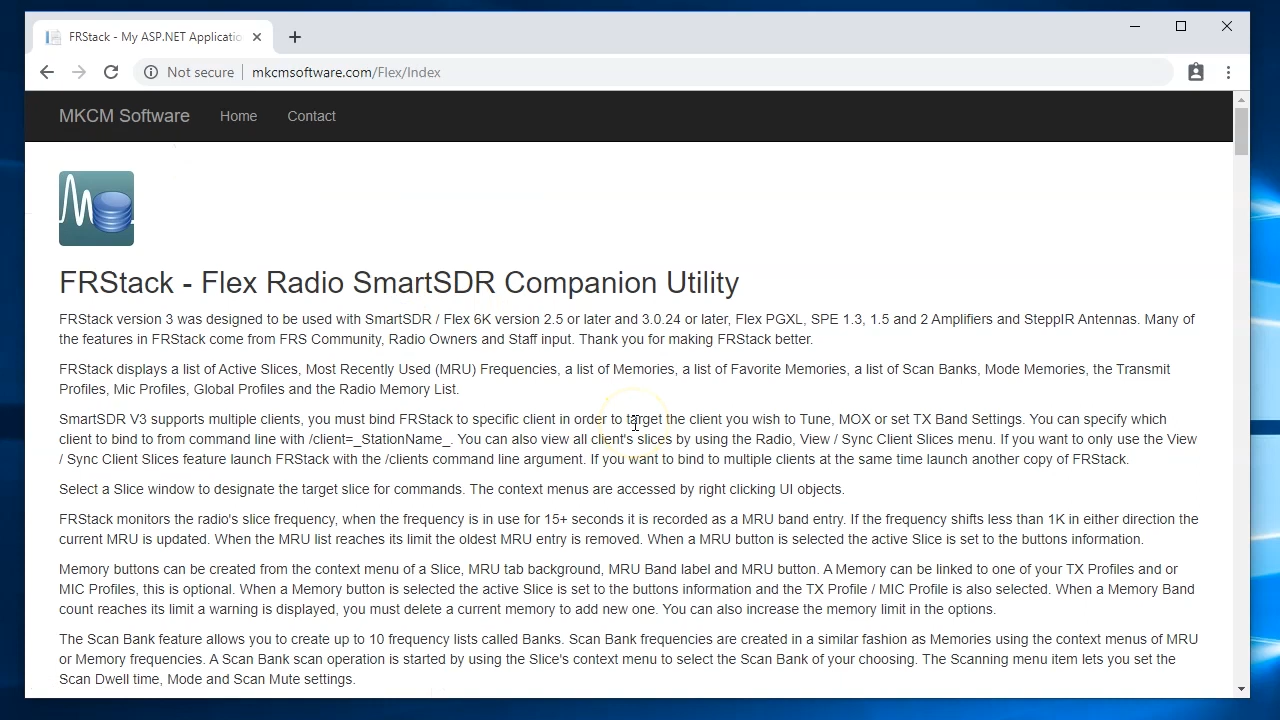 FRStack - My ASP.NET Applicatio
Not secure
mkcmsoftware.com/Flex/Index
MKCM Software Home Contact
FRStack - Flex Radio SmartSDR Companion Utility
FRStack version 3 was designed to be used with SmartSDR / Flex 6K version 2.5 or later and 3.0.24 or later, Flex PGXL, SPE 1.3, 1.5 and 2 Amplifiers and SteppIR Antennas. Many of
the features in FRStack come from FRS Community, Radio Owners and Staff input. Thank you for making FRStack better.
FRStack displays a list of Active Slices, Most Recently Used (MRU) Frequencies, a list of Memories, a list of Favorite Memories, a list of Scan Banks, Mode Memories, the Transmit
Profiles, Mic Profiles, Global Profiles and the Radio Memory List.
SmartSDR V3 supports multiple clients, you must bind FRStack to specific client in order to target the client you wish to Tune, MOX or set TX Band Settings. You can specify which
client to bind to from command line with /client=_StationName_. You can also view all client's slices by using the Radio, View / Sync Client Slices menu. If you want to only use the View
/ Sync Client Slices feature launch FRStack with the /clients command line argument. If you want to bind to multiple clients at the same time launch another copy of FRStack.
Select a Slice window to designate the target slice for commands. The context menus are accessed by right clicking UI objects.
FRStack monitors the radio's slice frequency, when the frequency is in use for 15+ seconds it is recorded as a MRU band entry. If the frequency shifts less than 1K in either direction the
current MRU is updated. When the MRU list reaches its limit the oldest MRU entry is removed. When a MRU button is selected the active Slice is set to the buttons information.
Memory buttons can be created from the context menu of a Slice, MRU tab background, MRU Band label and MRU button. A Memory can be linked to one of your TX Profiles and or
MIC Profiles, this is optional. When a Memory button is selected the active Slice is set to the buttons information and the TX Profile / MIC Profile is also selected. When a Memory Band
count reaches its limit a warning is displayed, you must delete a current memory to add new one. You can also increase the memory limit in the options.
The Scan Bank feature allows you to create up to 10 frequency lists called Banks. Scan Bank frequencies are created in a similar fashion as Memories using the context menus of MRU
or Memory frequencies. A Scan Bank scan operation is started by using the Slice's context menu to select the Scan Bank of your choosing. The Scanning menu item lets you set the
Scan Dwell time, Mode and Scan Mute settings.